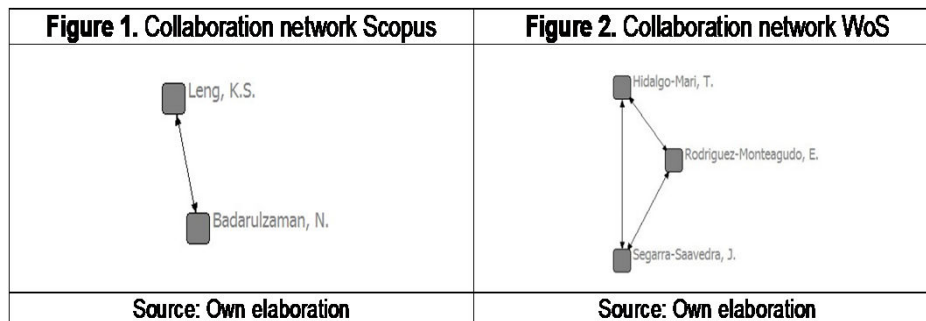 Figure 1. Collaboration network Scopus
Figure 2. Collaboration network WoS
Leng, K.S.
Badarulzaman, N.
Hidalgo-Mari, T.
Rodriguez-Monteagudo, E.
Segarra-Saavedra, J.
Source: Own elaboration
Source: Own elaboration